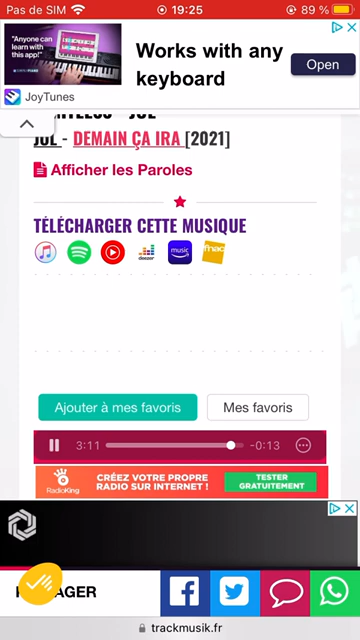 Pas de SIM 19:25 89 %
"Anyone can
learn with
this app!"
Works with any
keyboard
Open
JoyTunes
JUL - DEMAIN ÇA IRA [2021]
Afficher les Paroles
TÉLÉCHARGER CETTE MUSIQUE
deezer
music
fnac
Ajouter à mes favoris
Mes favoris
3:11 -0:13
RadioKing
CRÉEZ VOTRE PROPRE
RADIO SUR INTERNET !
TESTER
GRATUITEMENT
trackmusik.fr